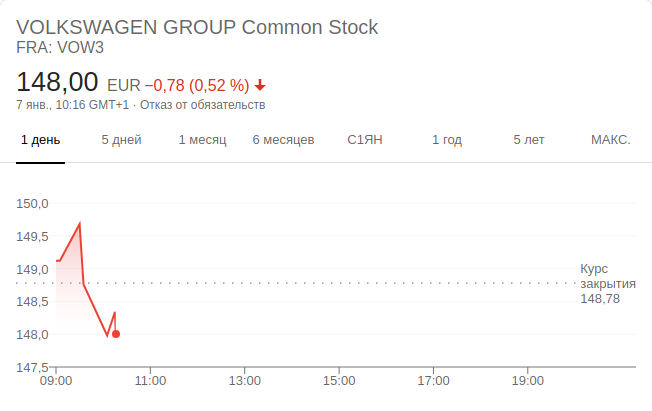 VOLKSWAGEN GROUP Common Stock
FRA: VOW3
148,00 EUR −0,78 (0,52 %)
7 янв., 10:16 GMT+1 · Отказ от обязательств
1 день 5 дней 1 месяц 6 месяцев С1ЯН 1 год 5 лет МАКС.
150,0
149,5
149,0
148,5
148,0
147,5
Курс
закрытия
148,78
09:00 11:00 13:00 15:00 17:00 19:00